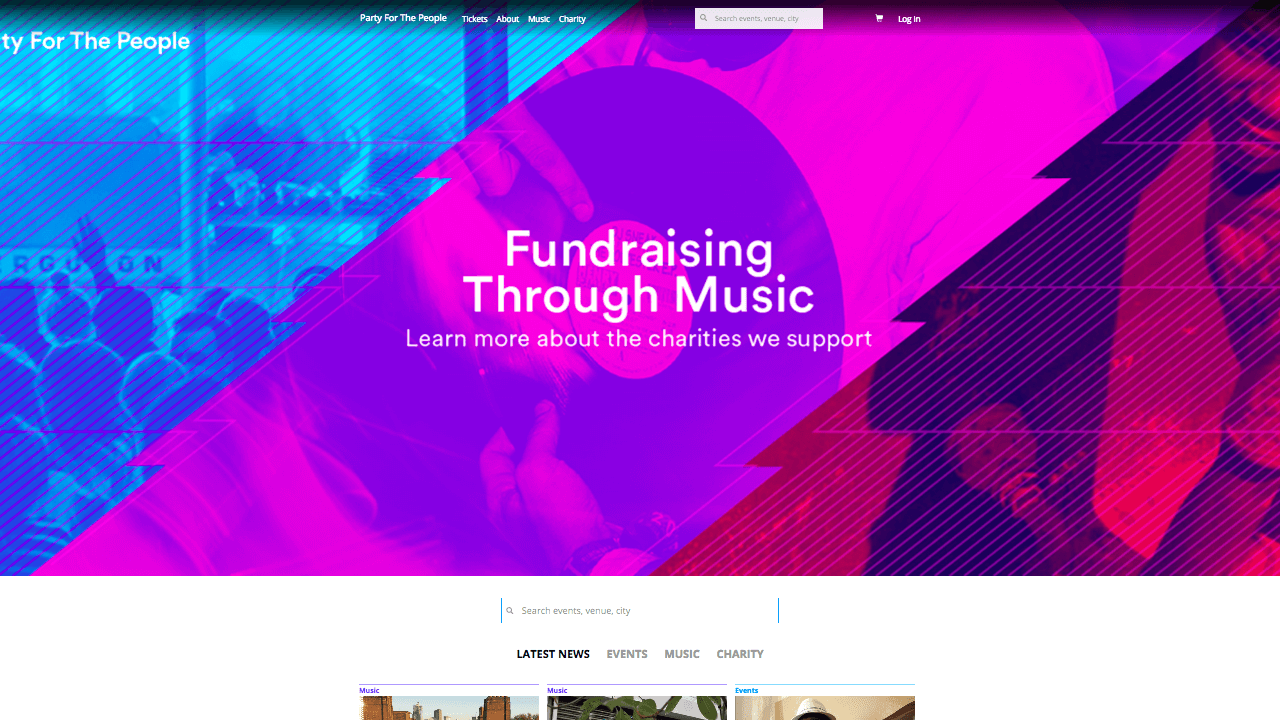 Party For The People Tickets About Music Charity Search events, venue, city Log in
ty For The People
Fundraising
Through Music
Learn more about the charities we support
Search events, venue, city
LATEST NEWS EVENTS MUSIC CHARITY
Music Music Events